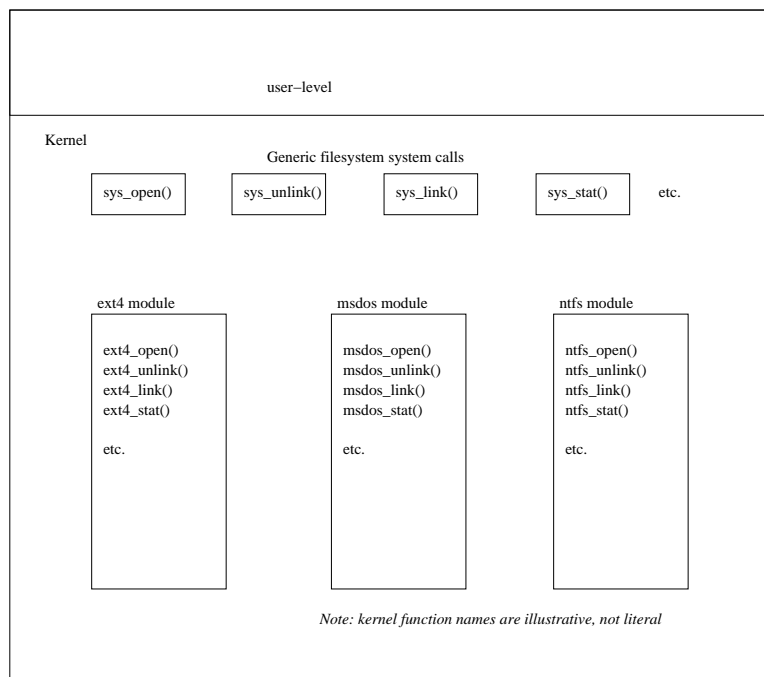 user−level
Kernel
Generic filesystem system calls
sys_open()
sys_unlink()
sys_link()
sys_stat()
etc.
ext4 module
ext4_open()
ext4_unlink()
ext4_link()
ext4_stat()
etc.
msdos module
msdos_open()
msdos_unlink()
msdos_link()
msdos_stat()
etc.
ntfs module
ntfs_open()
ntfs_unlink()
ntfs_link()
ntfs_stat()
etc.
Note: kernel function names are illustrative, not literal